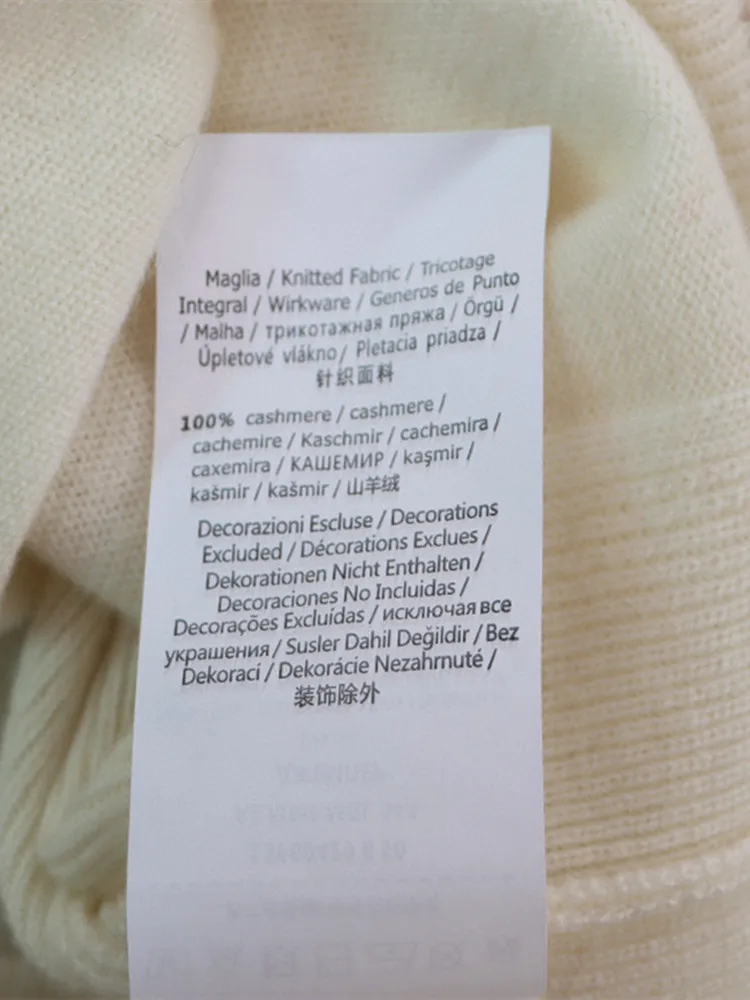 Maglia / Knitted Fabric / Tricotage
Integral / Wirkware / Generos de Punto
/ Malha / трикотажная пряжа / Örgü /
Úpletové vlákno / Pletacia priadza /
针织面料
100% cashmere / cashmere /
cachemire / Kaschmir / cachemira /
caxemira / КАШЕМИР / kaşmir /
kašmir / kašmir / 山羊绒
Decorazioni Escluse / Decorations
Excluded / Décorations Exclues /
Dekorationen Nicht Enthalten /
Decoraciones No Incluidas /
Decorações Excluídas / исключая все
украшения / Susler Dahil Değildir / Bez
Dekorací / Dekorácie Nezahrnuté /
装饰除外